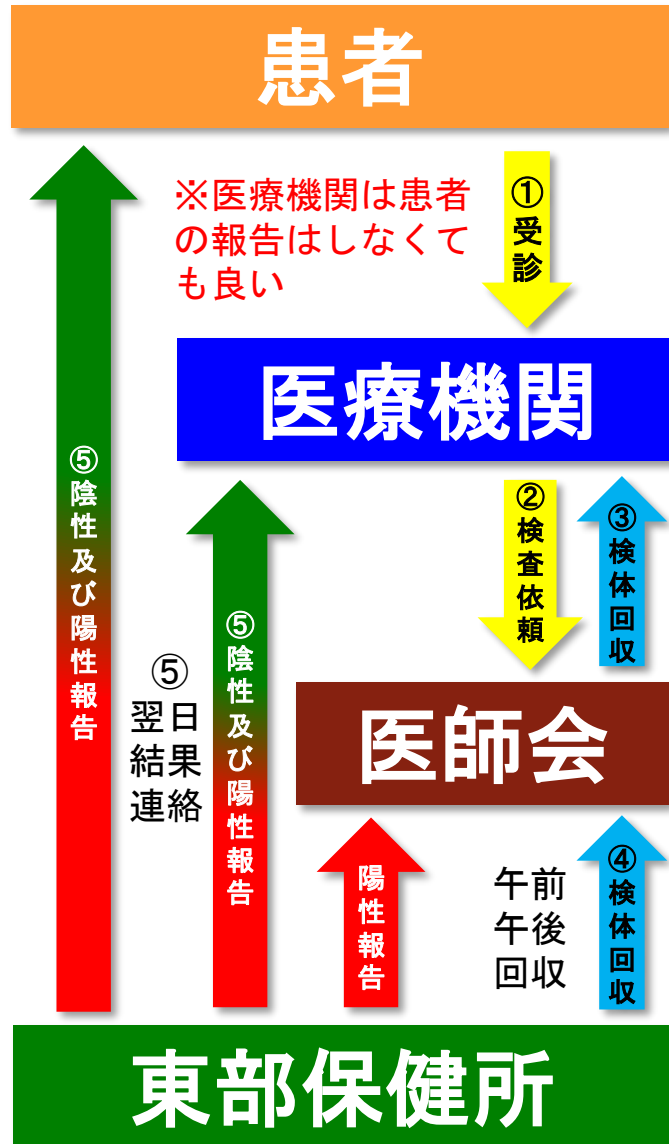 患者
※医療機関は患者
の報告はしなくて
も良い
①受診
医療機関
⑤陰性及び陽性報告
⑤陰性及び陽性報告
②検査依頼
③検体回収
⑤
翌日
結果
連絡
医師会
陽性報告
午前
午後
回収
④検体回収
東部保健所